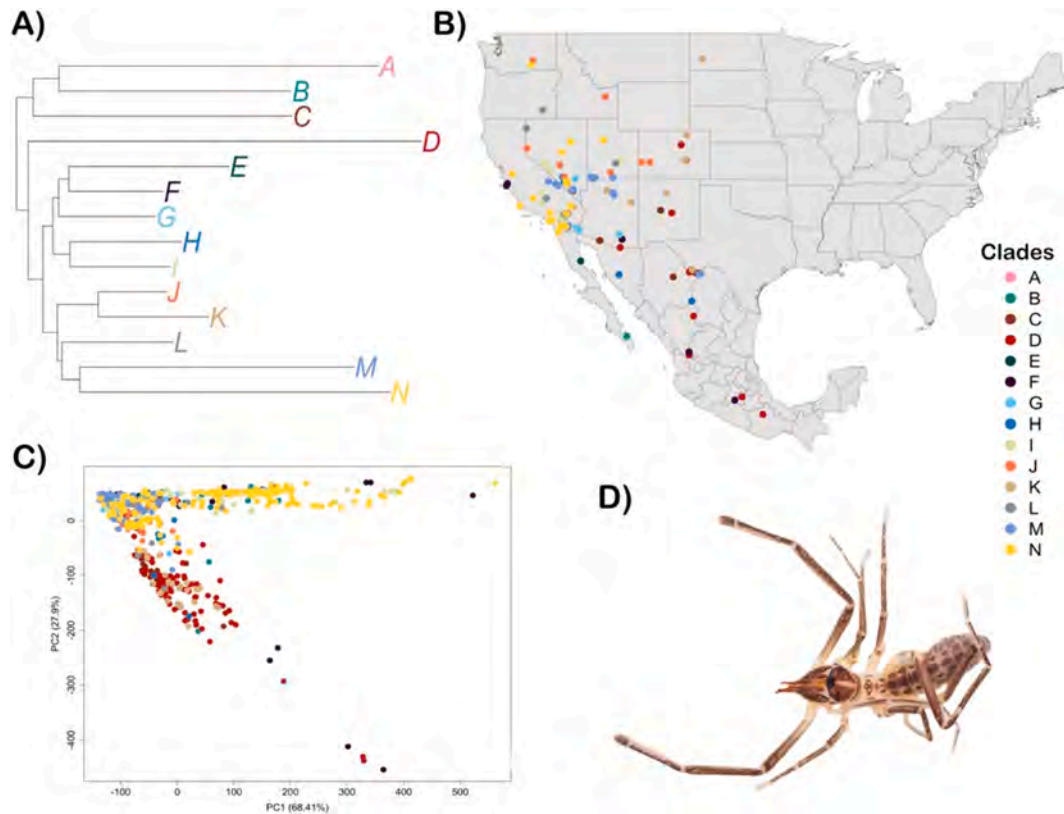 A)
A
B
C
D
E
F
G
H
I
J
K
L
M
N
B)
Clades
A
B
C
D
E
F
G
H
I
J
K
L
M
N
C)
0
-100
-200
-300
-400
PC2 (27.9%)
-100
0
100
200
300
400
500
PC1 (68.41%)
D)